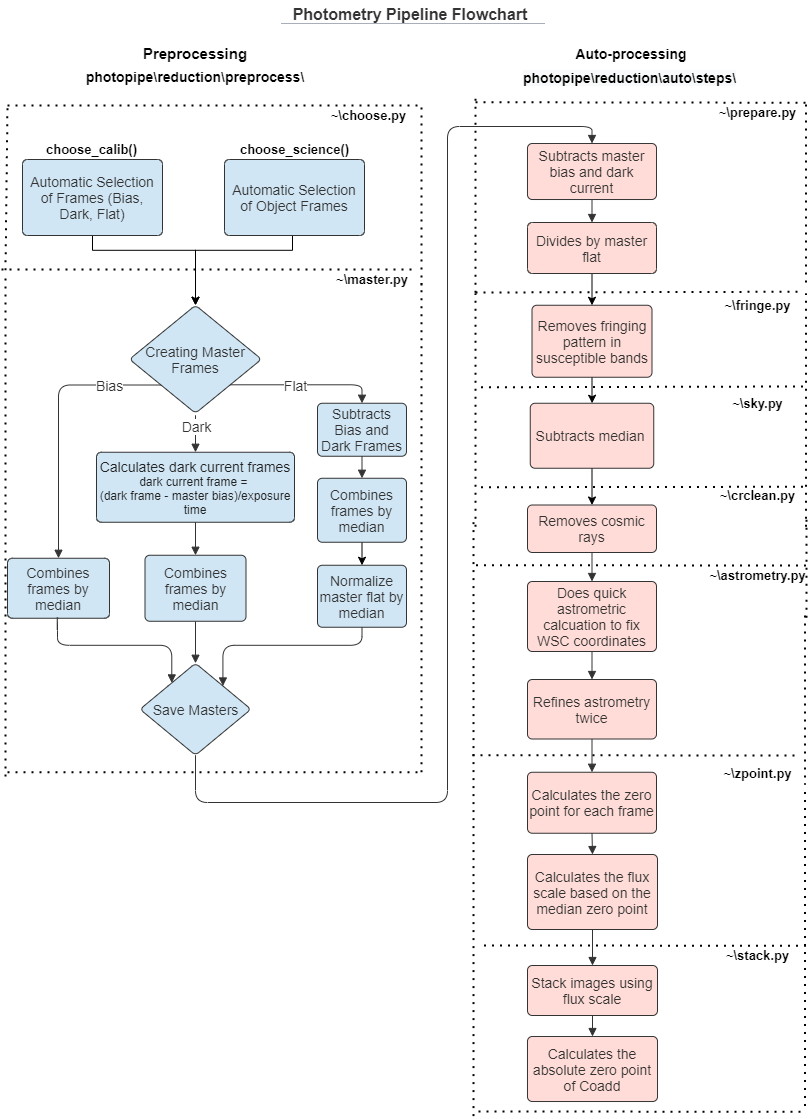 Photometry Pipeline Flowchart
Preprocessing
photopipe\reduction\preprocess\
~\choose.py
choose_calib()
choose_science()
Automatic Selection
of Frames (Bias,
Dark, Flat)
Automatic Selection
of Object Frames
~\master.py
Creating Master
Frames
Bias
Dark
Flat
Calculates dark current frames
dark current frame =
(dark frame - master bias)/exposure
time
Subtracts
Bias and
Dark Frames
Combines
frames by
median
Combines
frames by
median
Combines
frames by
median
Normalize
master flat by
median
Save Masters
Auto-processing
photopipe\reduction\auto\steps\
~\prepare.py
Subtracts master
bias and dark
current
Divides by master
flat
~\fringe.py
Removes fringing
pattern in
susceptible bands
~\sky.py
Subtracts median
~\crclean.py
Removes cosmic
rays
~\astrometry.py
Does quick
astrometric
calcuation to fix
WSC coordinates
Refines astrometry
twice
~\zpoint.py
Calculates the zero
point for each frame
Calculates the flux
scale based on the
median zero point
~\stack.py
Stack images using
flux scale
Calculates the
absolute zero point
of Coadd